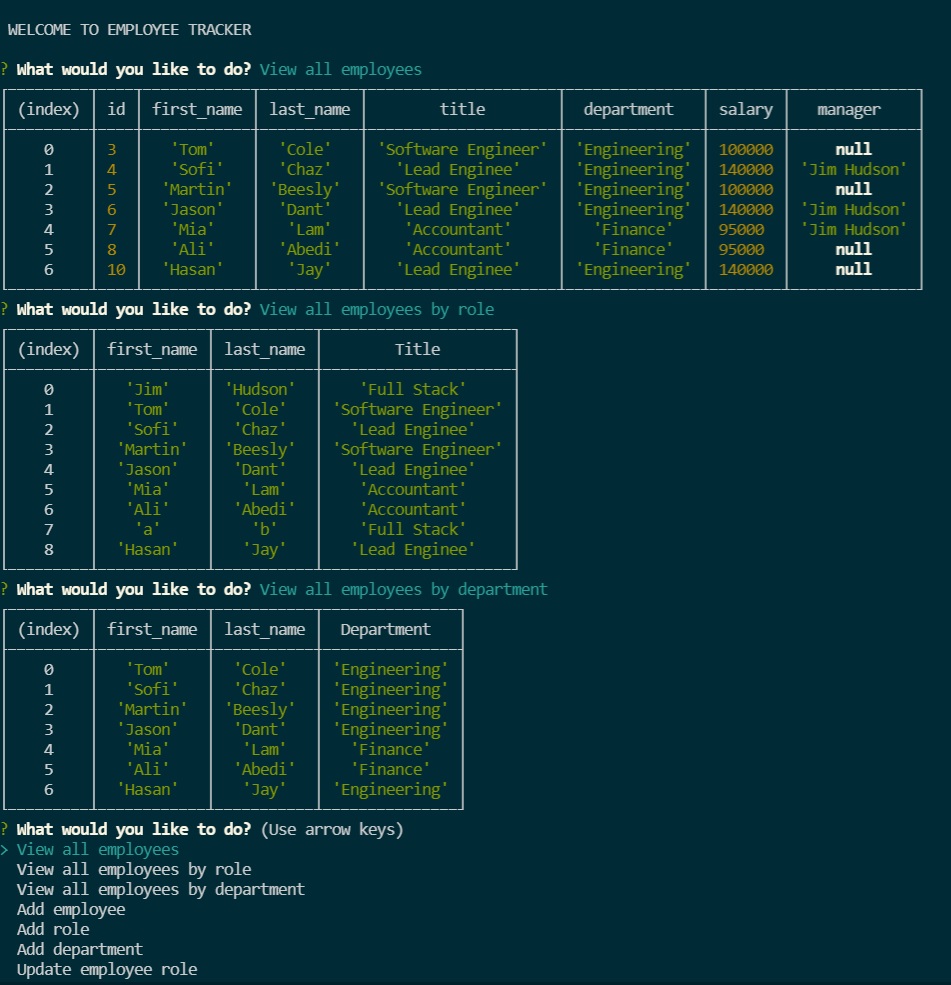 WELCOME TO EMPLOYEE TRACKER
? What would you like to do? View all employees
(index) id first_name last_name title department salary manager
0 3 'Tom' 'Cole' 'Software Engineer' 'Engineering' 100000 null
1 4 'Sofi' 'Chaz' 'Lead Enginee' 'Engineering' 140000 'Jim Hudson'
2 5 'Martin' 'Beesly' 'Software Engineer' 'Engineering' 100000 null
3 6 'Jason' 'Dant' 'Lead Enginee' 'Engineering' 140000 'Jim Hudson'
4 7 'Mia' 'Lam' 'Accountant' 'Finance' 95000 'Jim Hudson'
5 8 'Ali' 'Abedi' 'Accountant' 'Finance' 95000 null
6 10 'Hasan' 'Jay' 'Lead Enginee' 'Engineering' 140000 null
? What would you like to do? View all employees by role
(index) first_name last_name Title
0 'Jim' 'Hudson' 'Full Stack'
1 'Tom' 'Cole' 'Software Engineer'
2 'Sofi' 'Chaz' 'Lead Enginee'
3 'Martin' 'Beesly' 'Software Engineer'
4 'Jason' 'Dant' 'Lead Enginee'
5 'Mia' 'Lam' 'Accountant'
6 'Ali' 'Abedi' 'Accountant'
7 'a' 'b' 'Full Stack'
8 'Hasan' 'Jay' 'Lead Enginee'
? What would you like to do? View all employees by department
(index) first_name last_name Department
0 'Tom' 'Cole' 'Engineering'
1 'Sofi' 'Chaz' 'Engineering'
2 'Martin' 'Beesly' 'Engineering'
3 'Jason' 'Dant' 'Engineering'
4 'Mia' 'Lam' 'Finance'
5 'Ali' 'Abedi' 'Finance'
6 'Hasan' 'Jay' 'Engineering'
? What would you like to do? (Use arrow keys)
> View all employees
View all employees by role
View all employees by department
Add employee
Add role
Add department
Update employee role